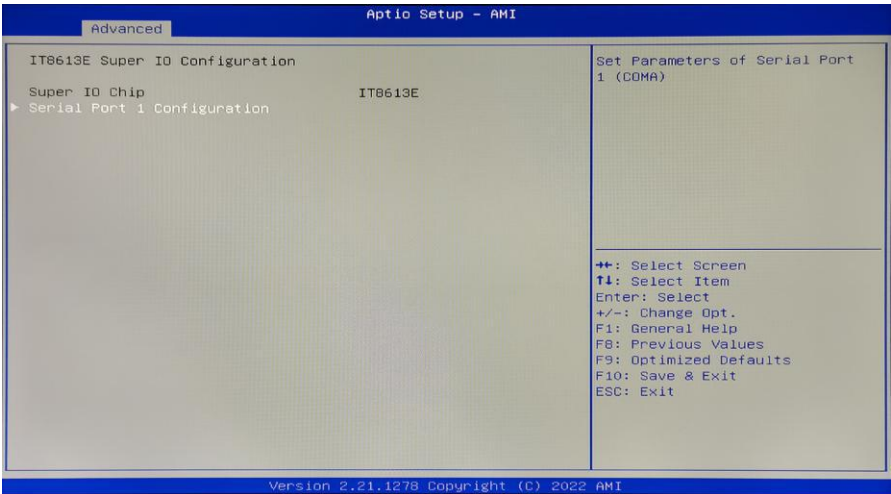 Aptio Setup - AMI
Advanced
IT8613E Super IO Configuration
Super IO Chip IT8613E
► Serial Port 1 Configuration
Set Parameters of Serial Port
1 (COMA)
→←: Select Screen
↑↓: Select Item
Enter: Select
+/-: Change Opt.
F1: General Help
F8: Previous Values
F9: Optimized Defaults
F10: Save & Exit
ESC: Exit
Version 2.21.1278 Copyright (C) 2022 AMI